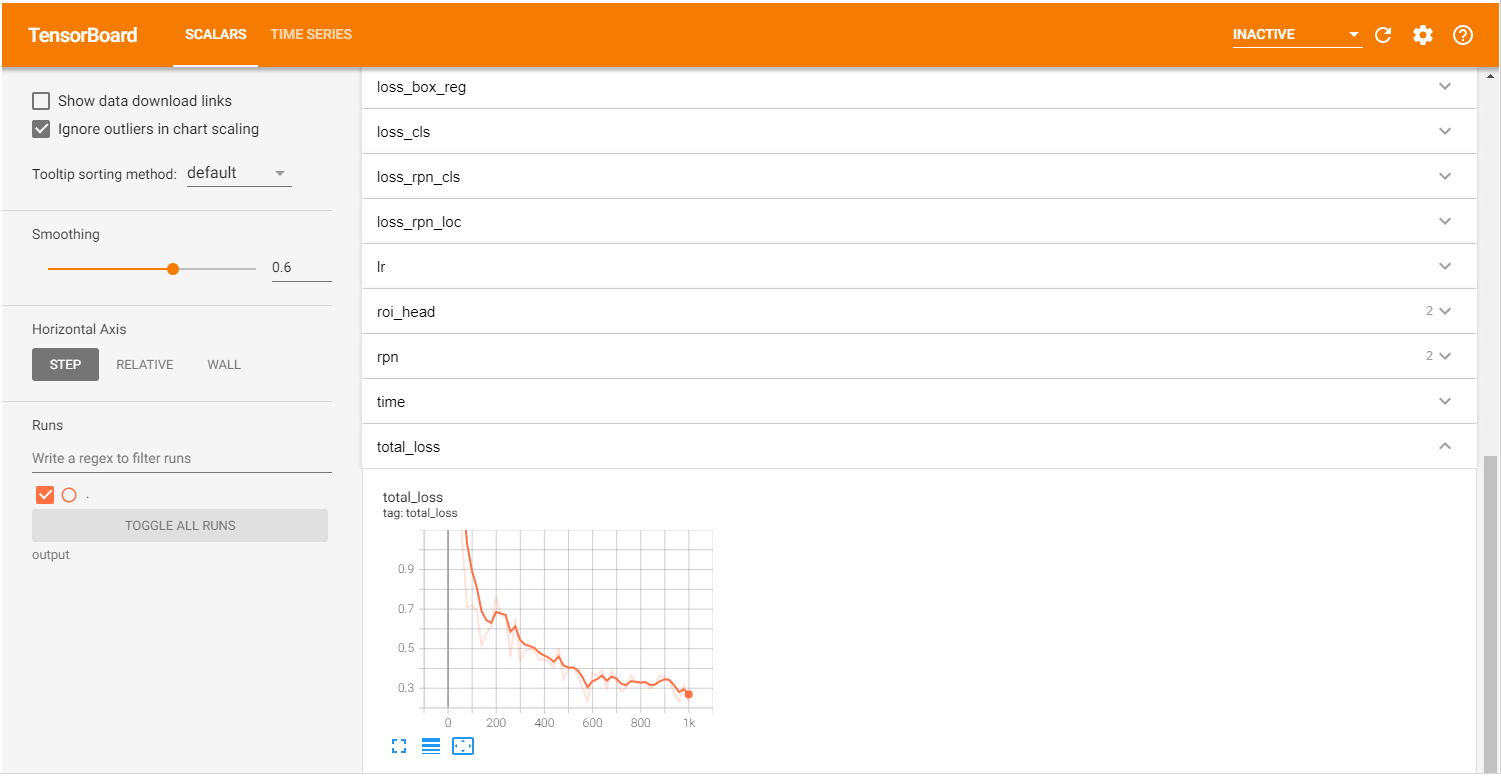 TensorBoard SCALARS TIME SERIES INACTIVE
Show data download links
Ignore outliers in chart scaling
Tooltip sorting method: default
Smoothing
0.6
Horizontal Axis
STEP RELATIVE WALL
Runs
Write a regex to filter runs
.
TOGGLE ALL RUNS
output
loss_box_reg
loss_cls
loss_rpn_cls
loss_rpn_loc
lr
roi_head 2
rpn 2
time
total_loss
total_loss
tag: total_loss
0.9
0.7
0.5
0.3
0 200 400 600 800 1k